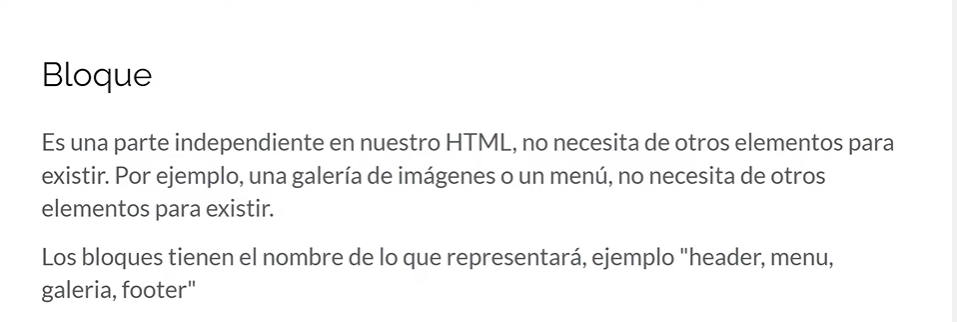 Bloque
Es una parte independiente en nuestro HTML, no necesita de otros elementos para
existir. Por ejemplo, una galería de imágenes o un menú, no necesita de otros
elementos para existir.
Los bloques tienen el nombre de lo que representará, ejemplo "header, menu,
galeria, footer"